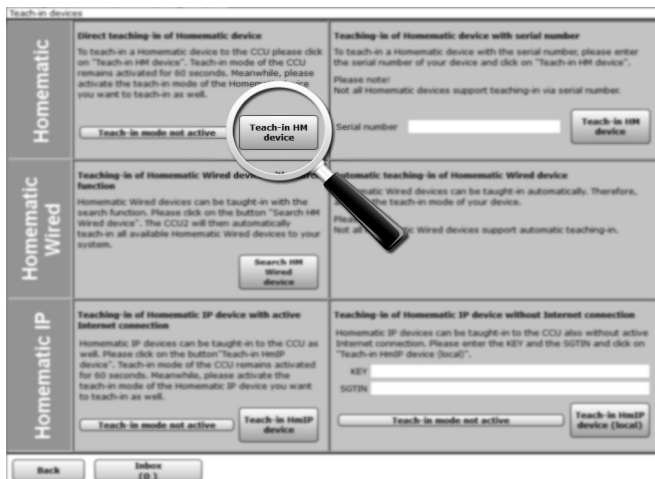 Teach-in devices
Homematic
Direct teaching-in of Homematic device
To teach-in a Homematic device to the CCU please click
on "Teach-in HM device". Teach-in mode of the CCU
remains activated for 60 seconds. Meanwhile, please
activate the teach-in mode of the Homematic device
you want to teach-in as well.
Teach-in mode not active
Teach-in HM
device
Teaching-in of Homematic device with serial number
To teach-in a Homematic device with the serial number, please enter
the serial number of your device and click on "Teach-in HM device".
Please note!
Not all Homematic devices support teaching-in via serial number.
Serial number
Teach-in HM
device
Homematic
Wired
Teaching-in of Homematic Wired device with
function
Homematic Wired devices can be taught-in with the
search function. Please click on the button "Search HM
Wired device". The CCU2 will then automatically
teach-in all available Homematic Wired devices to your
system.
Search HM
Wired
device
Automatic teaching-in of Homematic Wired device
Wired devices can be taught-in automatically. Therefore,
the teach-in mode of your device.
Not all Wired devices support automatic teaching-in.
Homematic IP
Teaching-in of Homematic IP device with active
Internet connection
Homematic IP devices can be taught-in to the CCU as
well. Please click on the button"Teach-in HmIP
device". Teach-in mode of the CCU remains activated
for 60 seconds. Meanwhile, please activate the
teach-in mode of the Homematic IP device you want
to teach-in as well.
Teach-in mode not active
Teach-in HmIP
device
Teaching-in of Homematic IP device without Internet connection
Homematic IP devices can be taught-in to the CCU also without active
Internet connection. Please enter the KEY and the SGTIN and click on
"Teach-in HmIP device (local)".
KEY
SGTIN
Teach-in mode not active
Teach-in HmIP
device (local)
Back
Inbox
(0 )